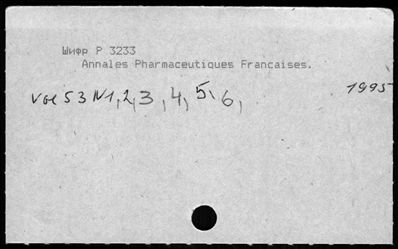 Шифр P 3233
Annales Pharmaceutiques Francaises.
vol 53 N1, 2, 3, 4, 5, 6, 1995